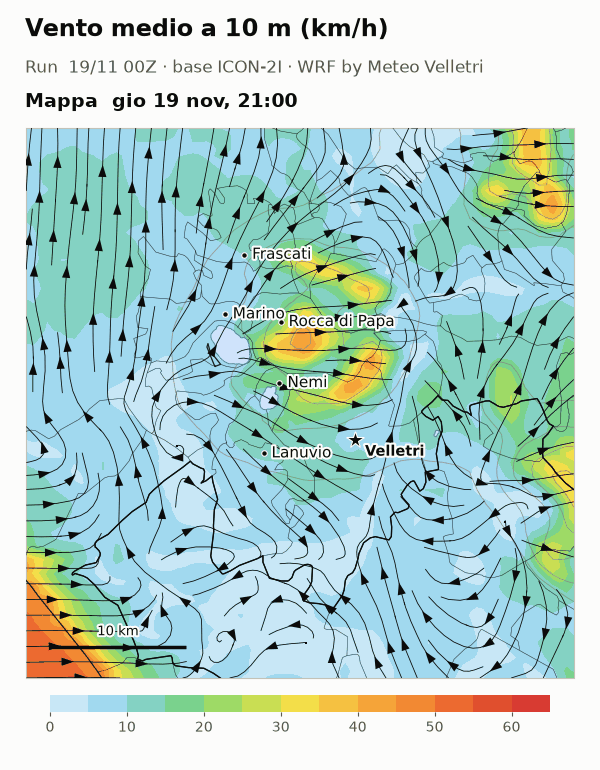 Vento medio a 10 m (km/h)
Run  19/11 00Z · base ICON-2I · WRF by Meteo Velletri
Mappa  gio 19 nov, 21:00
Frascati
Marino
Rocca di Papa
Nemi
Velletri
Lanuvio
10 km
0 10 20 30 40 50 60